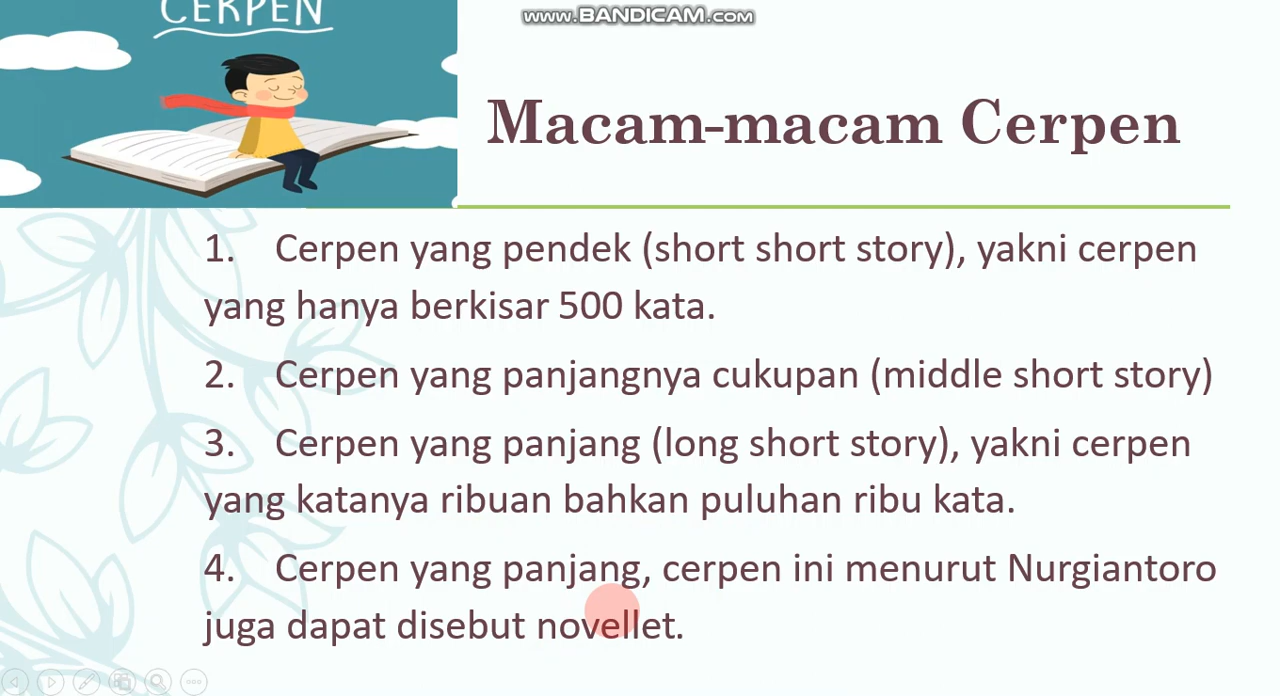 CERPEN
www.BANDICAM.com
Macam-macam Cerpen
1. Cerpen yang pendek (short short story), yakni cerpen
yang hanya berkisar 500 kata.
2. Cerpen yang panjangnya cukupan (middle short story)
3. Cerpen yang panjang (long short story), yakni cerpen
yang katanya ribuan bahkan puluhan ribu kata.
4. Cerpen yang panjang, cerpen ini menurut Nurgiantoro
juga dapat disebut novellet.